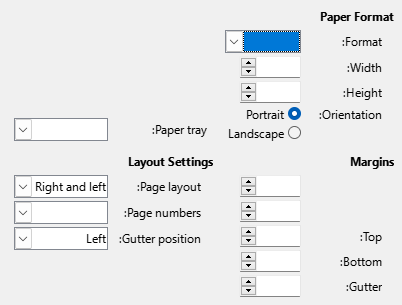 Paper Format
Format:
Width:
Height:
Orientation:
Portrait
Landscape
Paper tray:
Margins
Top:
Bottom:
Gutter:
Layout Settings
Page layout:
Right and left
Page numbers:
Gutter position:
Left